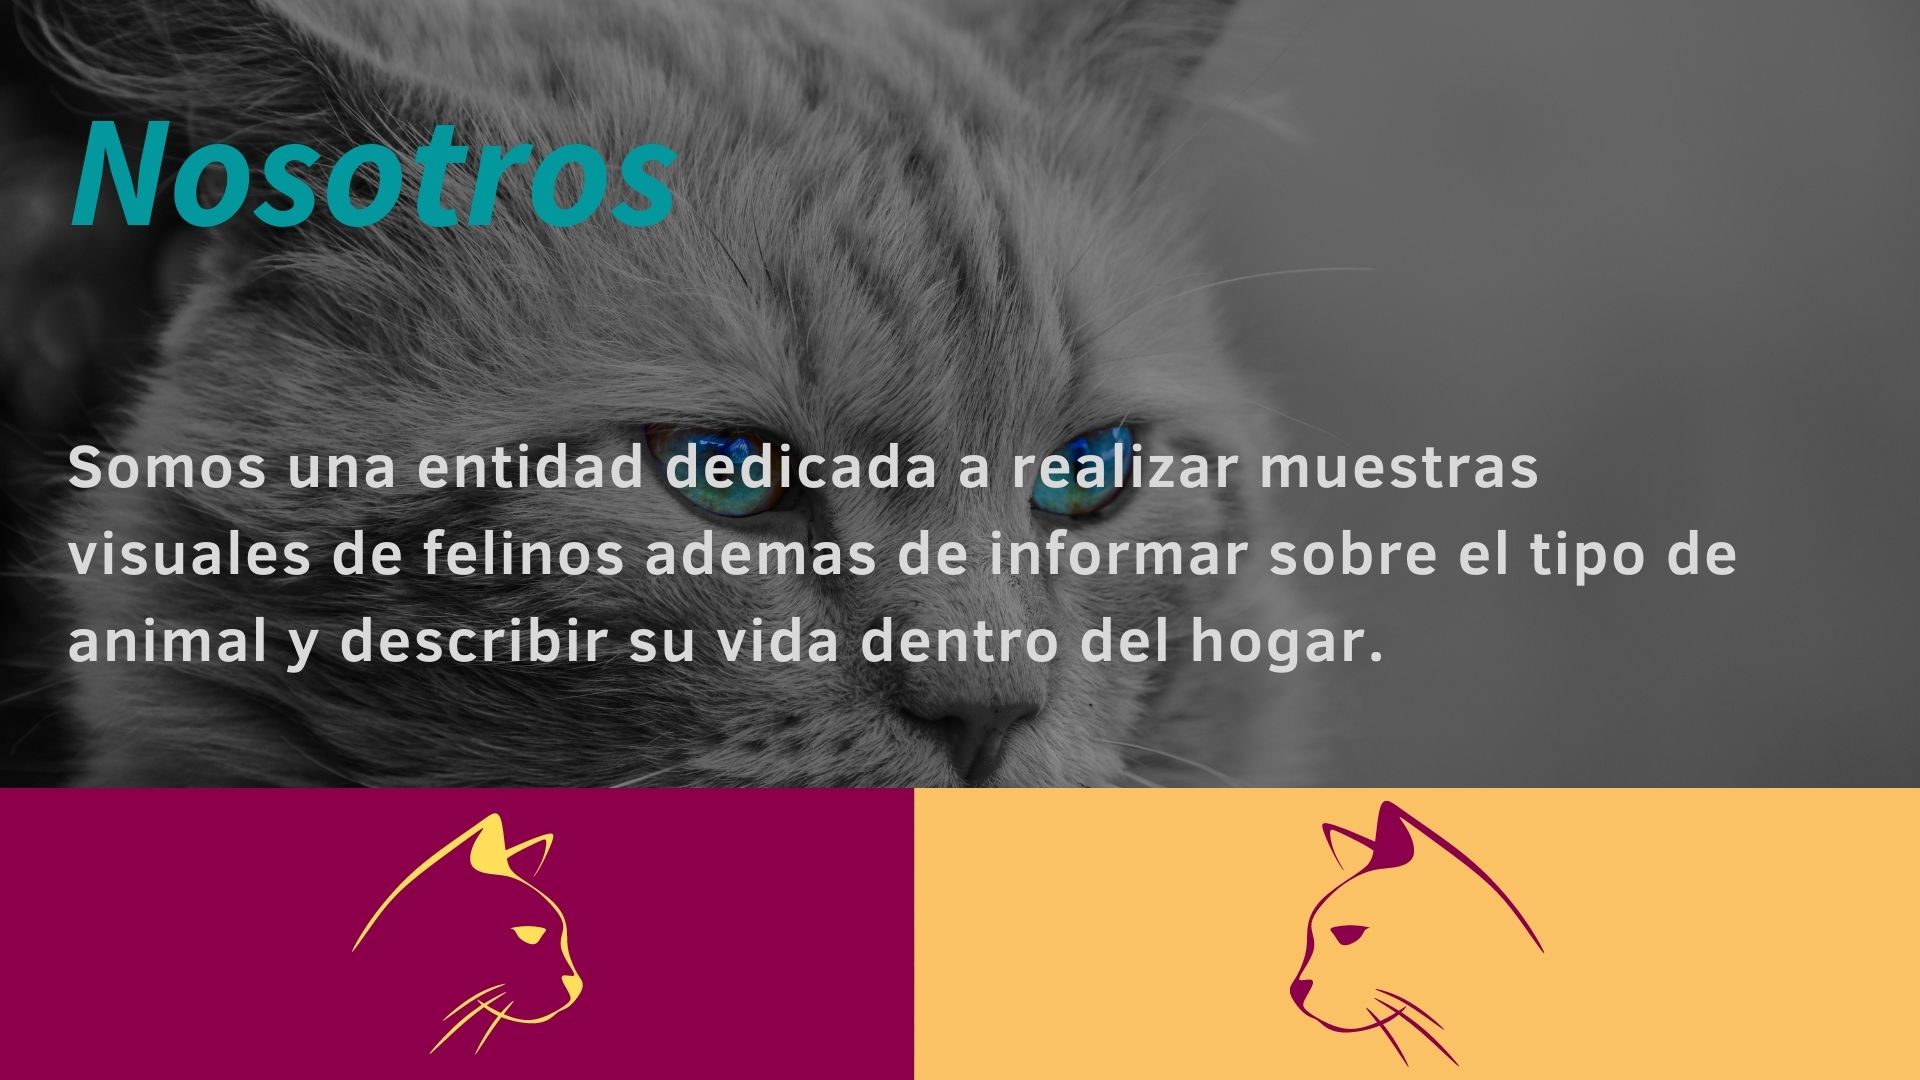 Nosotros
Somos una entidad dedicada a realizar muestras
visuales de felinos ademas de informar sobre el tipo de
animal y describir su vida dentro del hogar.